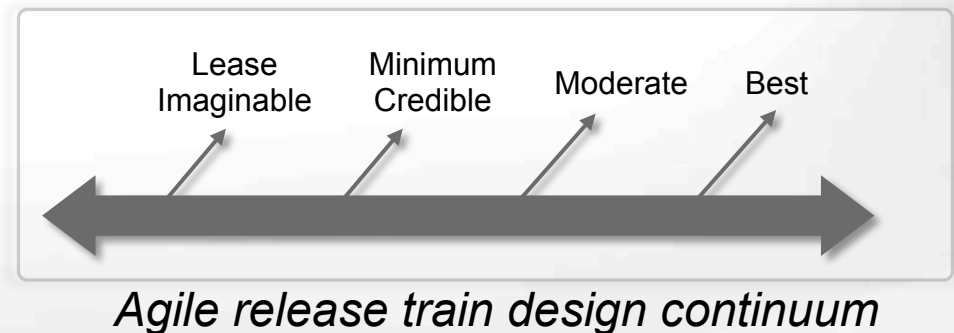 Lease
Imaginable
Minimum
Credible
Moderate
Best
Agile release train design continuum